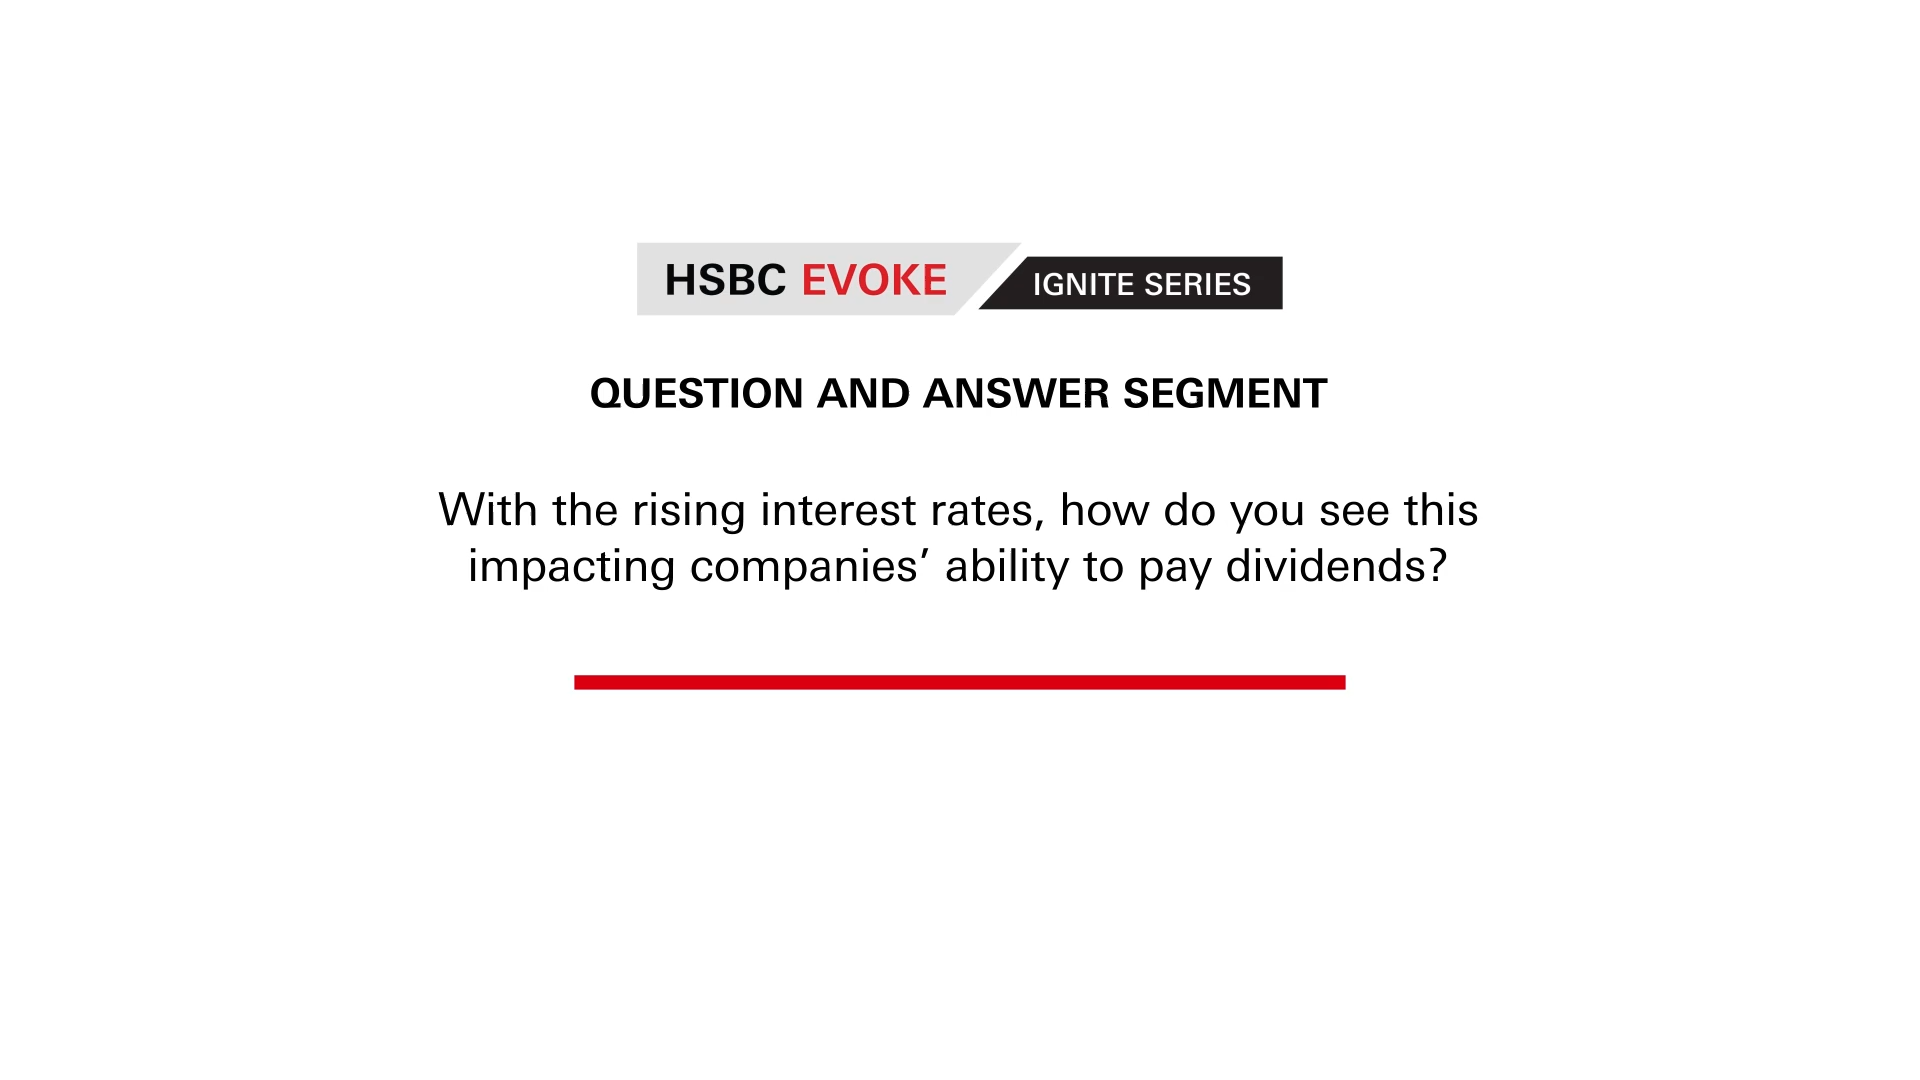 HSBC EVOKE IGNITE SERIES
QUESTION AND ANSWER SEGMENT
With the rising interest rates, how do you see this
impacting companies’ ability to pay dividends?